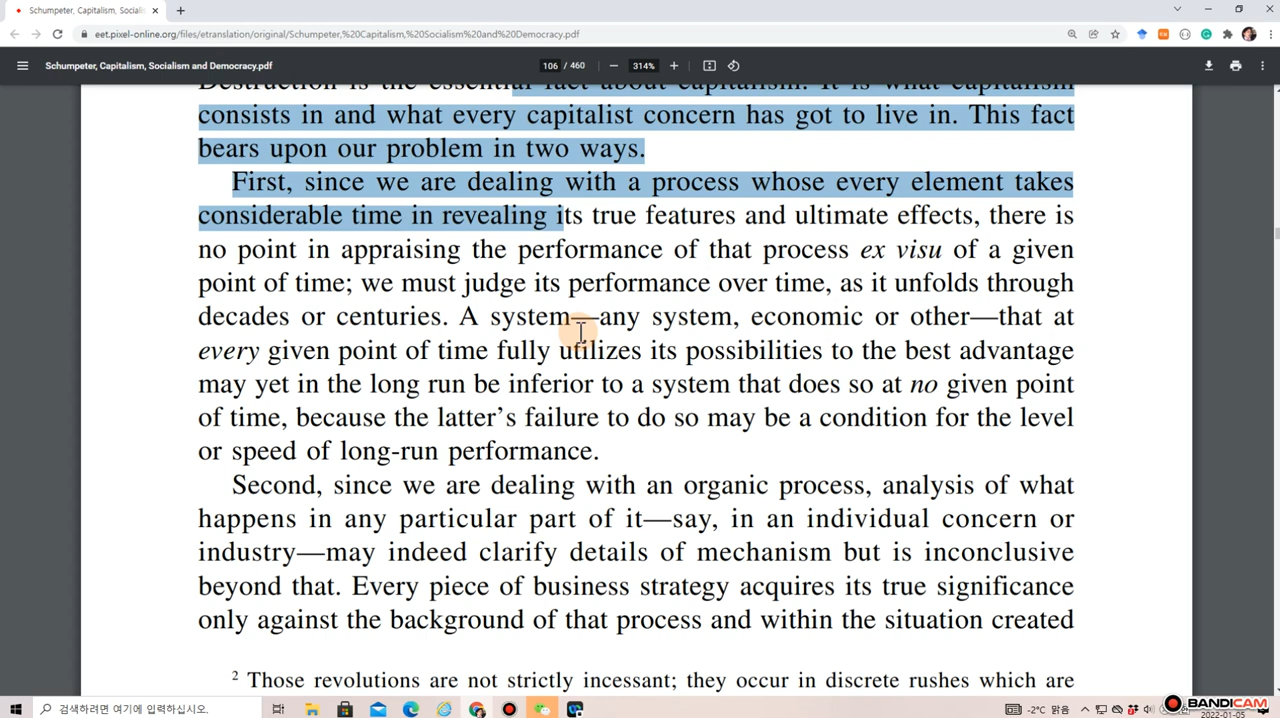 Schumpeter, Capitalism, Socialis
eet.pixel-online.org/files/etranslation/original/Schumpeter,%20Capitalism,%20Socialism%20and%20Democracy.pdf
Schumpeter, Capitalism, Socialism and Democracy.pdf
106 / 460
314%
Destruction is the essential fact about capitalism. It is what capitalism
consists in and what every capitalist concern has got to live in. This fact
bears upon our problem in two ways.
First, since we are dealing with a process whose every element takes
considerable time in revealing its true features and ultimate effects, there is
no point in appraising the performance of that process ex visu of a given
point of time; we must judge its performance over time, as it unfolds through
decades or centuries. A system—any system, economic or other—that at
every given point of time fully utilizes its possibilities to the best advantage
may yet in the long run be inferior to a system that does so at no given point
of time, because the latter's failure to do so may be a condition for the level
or speed of long-run performance.
Second, since we are dealing with an organic process, analysis of what
happens in any particular part of it—say, in an individual concern or
industry—may indeed clarify details of mechanism but is inconclusive
beyond that. Every piece of business strategy acquires its true significance
only against the background of that process and within the situation created
2 Those revolutions are not strictly incessant; they occur in discrete rushes which are
검색하려면 여기에 입력하십시오.
-2°C 맑음
BANDICAM
2022-01-05